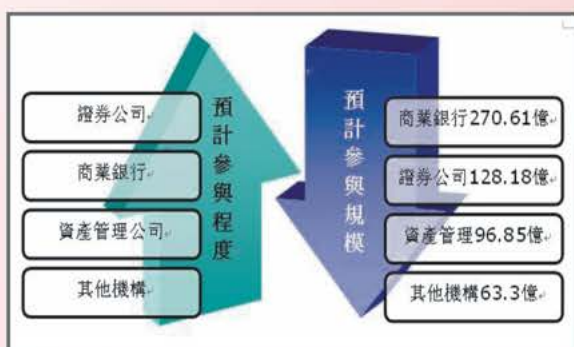 證券公司
商業銀行
資產管理公司
其他機構
預計參與程度
預計參與規模
商業銀行270.61億
證券公司128.18億
資產管理96.85億
其他機構63.3億